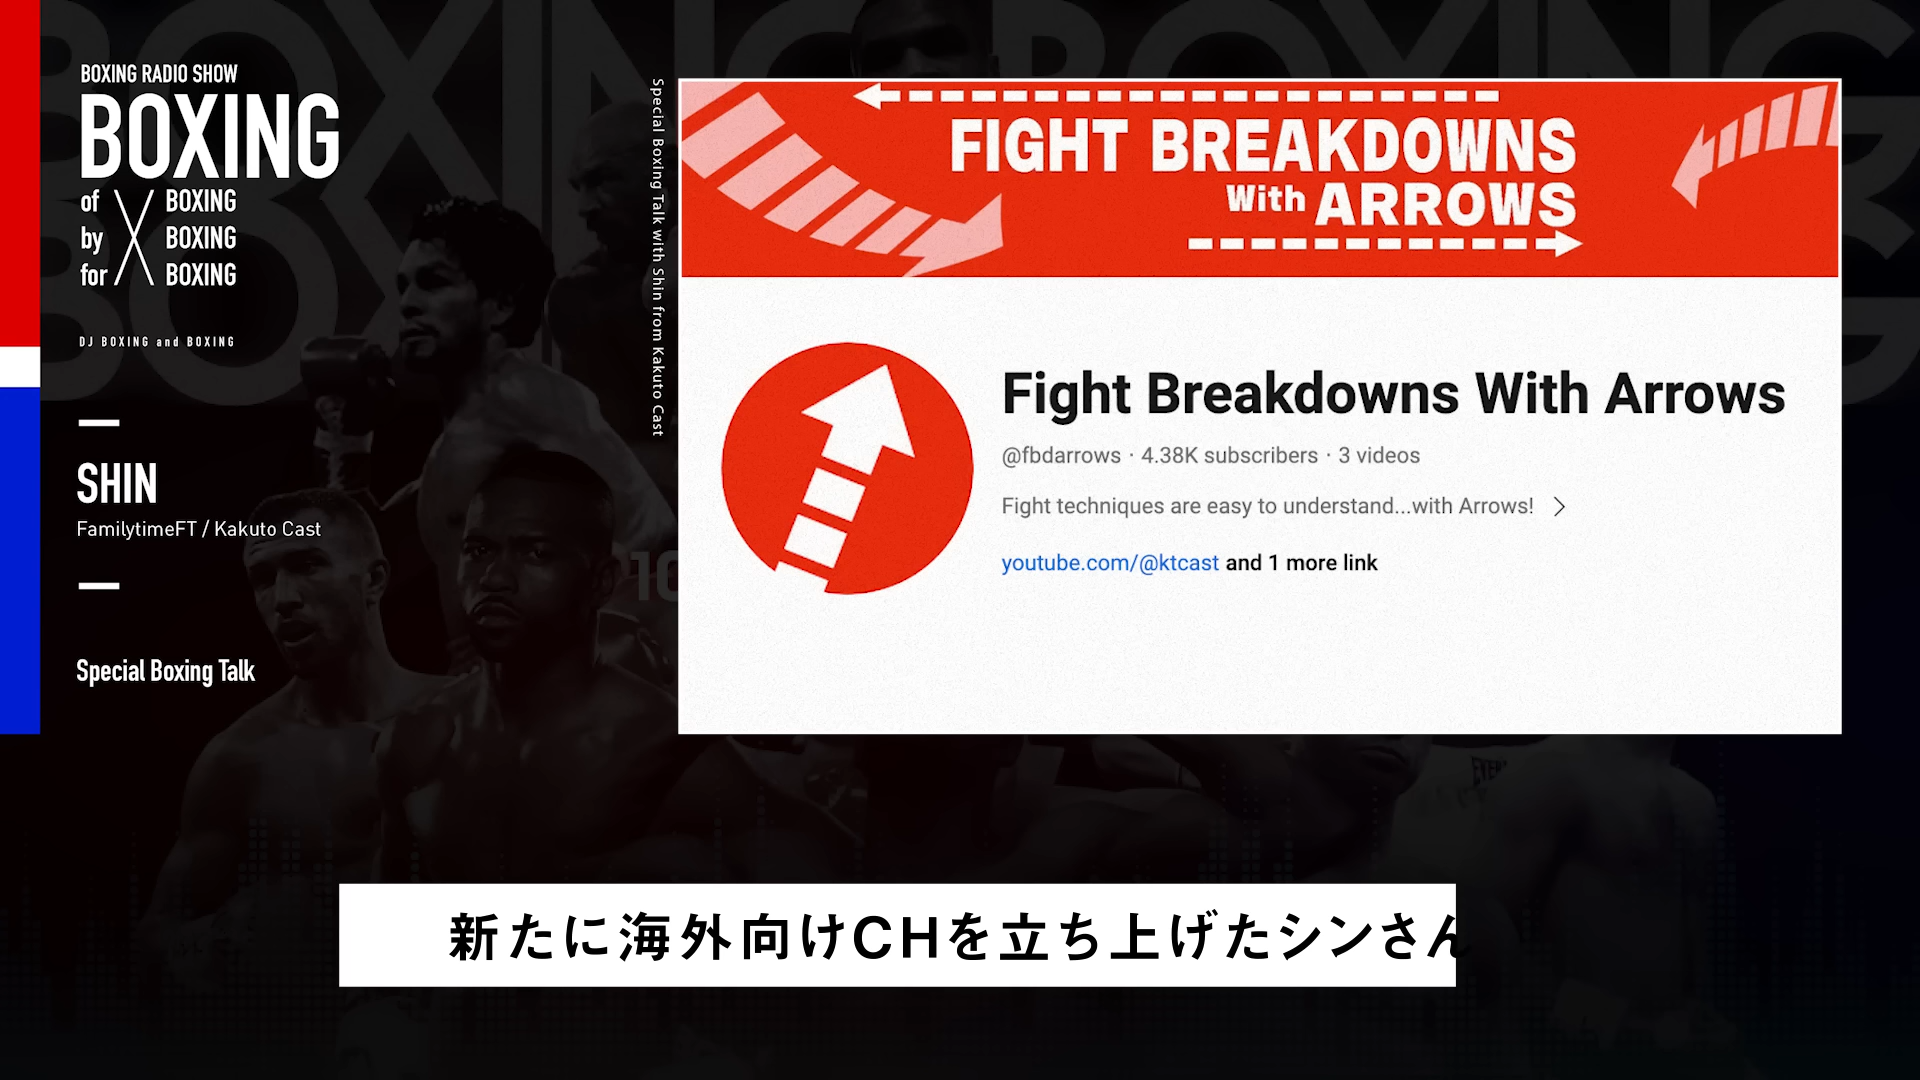 BOXING RADIO SHOW
BOXING
of BOXING
by BOXING
for BOXING
DJ BOXING and BOXING
SHIN
FamilytimeFT / Kakuto Cast
Special Boxing Talk
Special Boxing Talk with Shin from Kakuto Cast
FIGHT BREAKDOWNS
With ARROWS
Fight Breakdowns With Arrows
@fbdarrows · 4.38K subscribers · 3 videos
Fight techniques are easy to understand...with Arrows!
youtube.com/@ktcast and 1 more link
新たに海外向けCHを立ち上げたシンさん